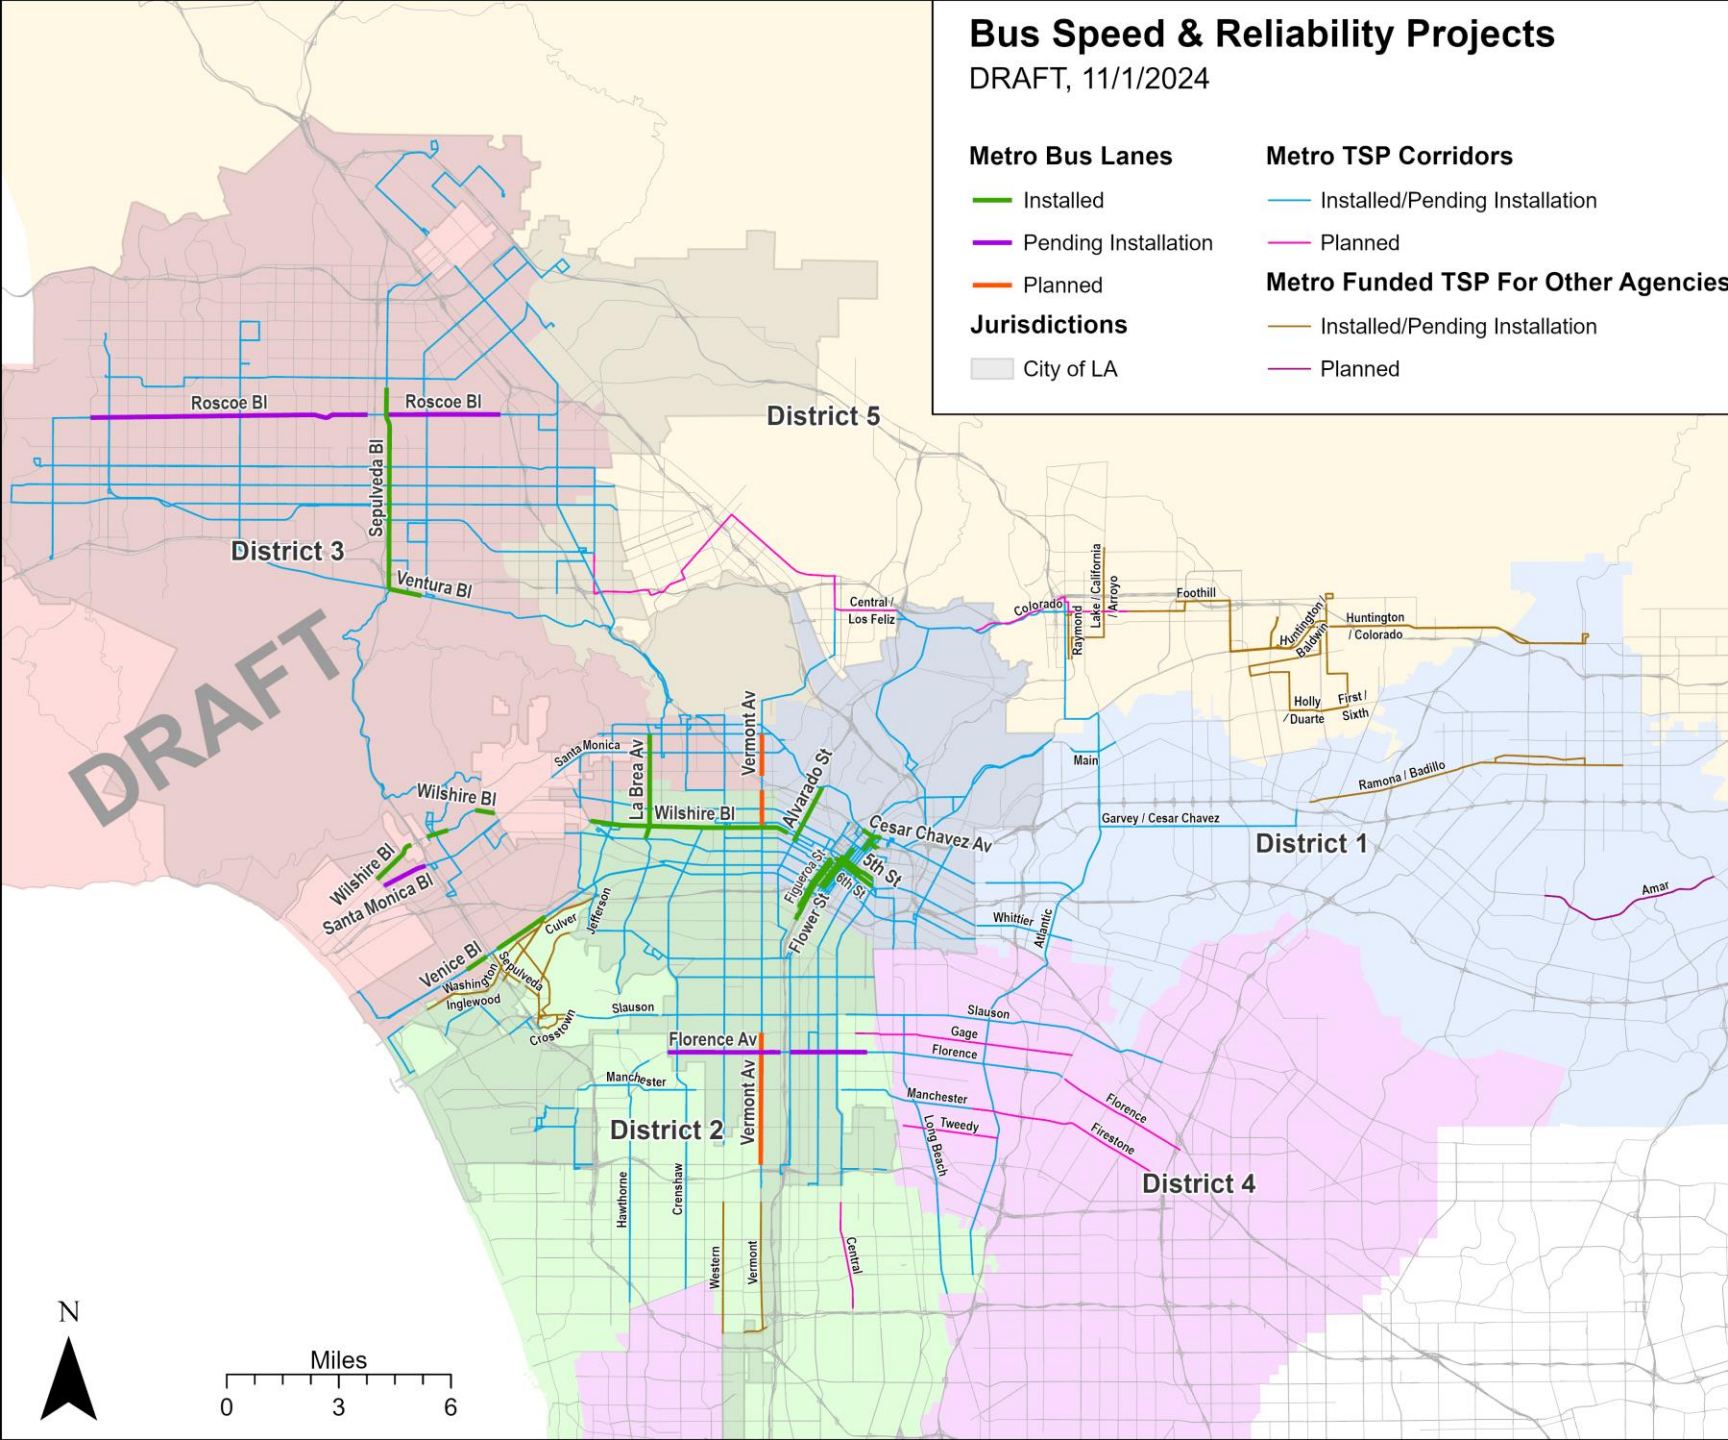 Bus Speed & Reliability Projects
DRAFT, 11/1/2024
Metro Bus Lanes
Installed
Pending Installation
Planned
Jurisdictions
City of LA
Metro TSP Corridors
Installed/Pending Installation
Planned
Metro Funded TSP For Other Agencies
Installed/Pending Installation
Planned
Roscoe Bl
Roscoe Bl
District 5
Sepulveda Bl
District 3
Ventura Bl
DRAFT
Central /
Los Feliz
Colorado
Raymond
Lake / California
/ Arroyo
Foothill
Huntington /
Baldwin
Huntington
/ Colorado
Holly
/ Duarte
First /
Sixth
Vermont Av
Santa Monica
La Brea Av
Main
Ramona / Badillo
Wilshire Bl
Wilshire Bl
Alvarado St
Cesar Chavez Av
Garvey / Cesar Chavez
District 1
Wilshire Bl
Santa Monica Bl
Figueroa St
5th St
6th St
Flower St
Amar
Jefferson
Culver
Whittier
Atlantic
Venice Bl
Sepulveda
Washington
Inglewood
Crosstown
Slauson
Slauson
Gage
Florence Av
Florence
Manchester
Vermont Av
Manchester
Florence
Tweedy
Firestone
Long Beach
District 2
District 4
Hawthorne
Crenshaw
Western
Vermont
Central
N
Miles
0 3 6